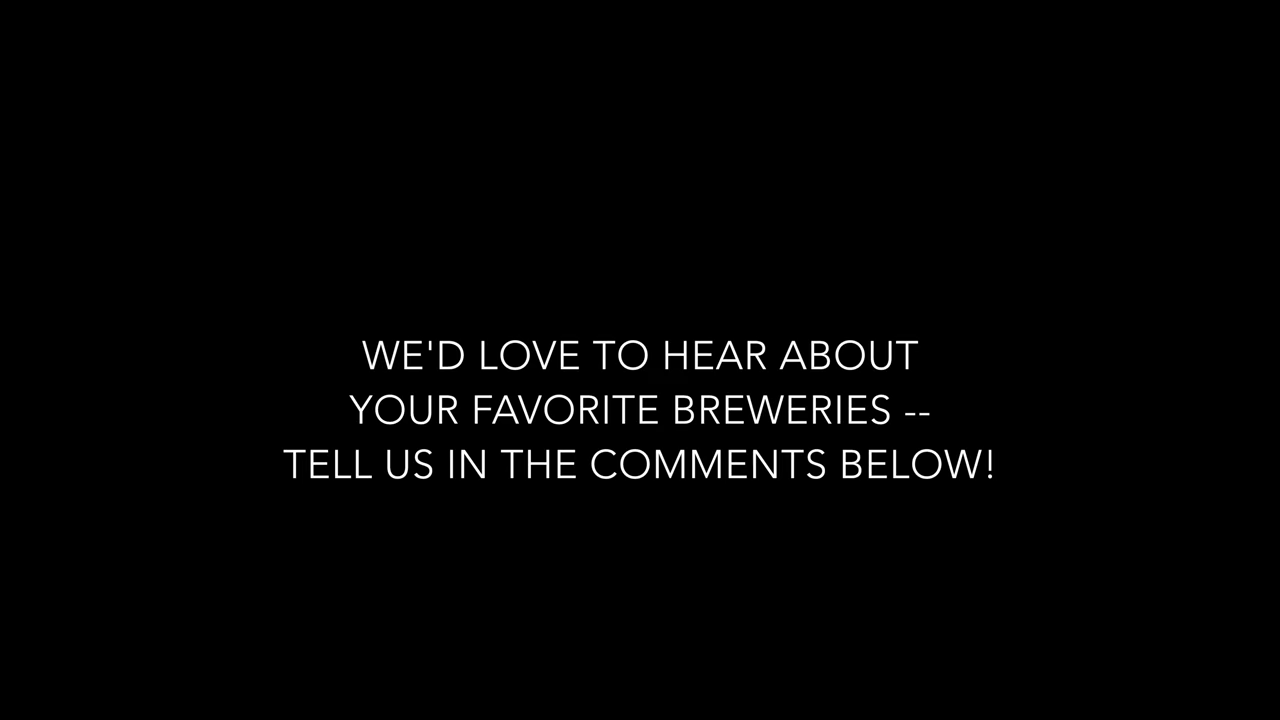 WE'D LOVE TO HEAR ABOUT
YOUR FAVORITE BREWERIES --
TELL US IN THE COMMENTS BELOW!